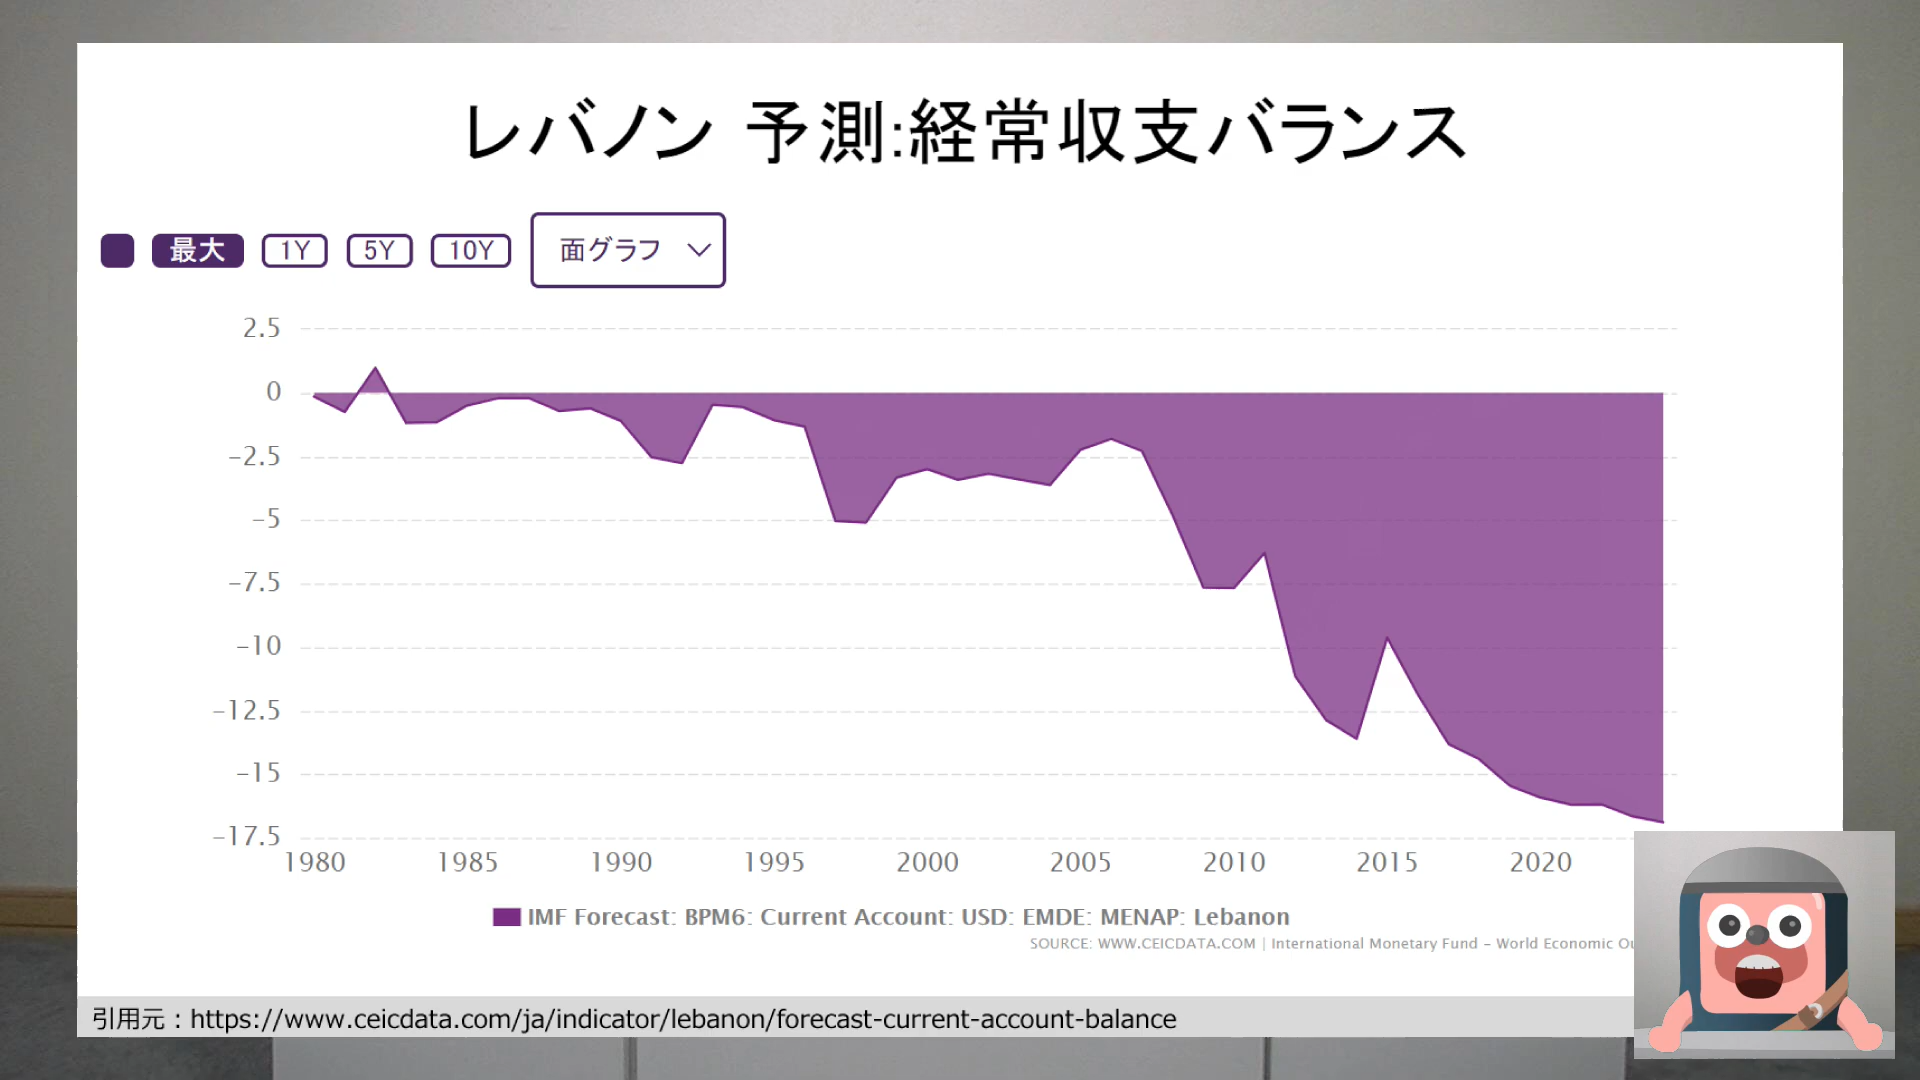 レバノン 予測:経常収支バランス
最大 1Y 5Y 10Y 面グラフ
2.5
0
-2.5
-5
-7.5
-10
-12.5
-15
-17.5
1980 1985 1990 1995 2000 2005 2010 2015 2020
IMF Forecast: BPM6: Current Account: USD: EMDE: MENAP: Lebanon
SOURCE: WWW.CEICDATA.COM | International Monetary Fund - World Economic
引用元：https://www.ceicdata.com/ja/indicator/lebanon/forecast-current-account-balance